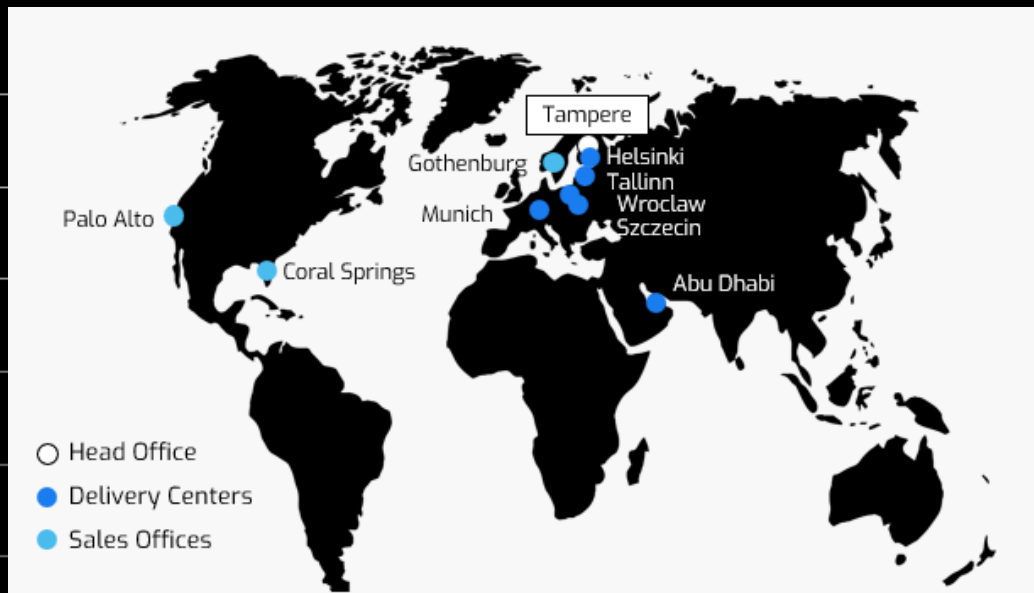 Tampere
Gothenburg
Helsinki
Tallinn
Wroclaw
Szczecin
Munich
Palo Alto
Coral Springs
Abu Dhabi
Head Office
Delivery Centers
Sales Offices